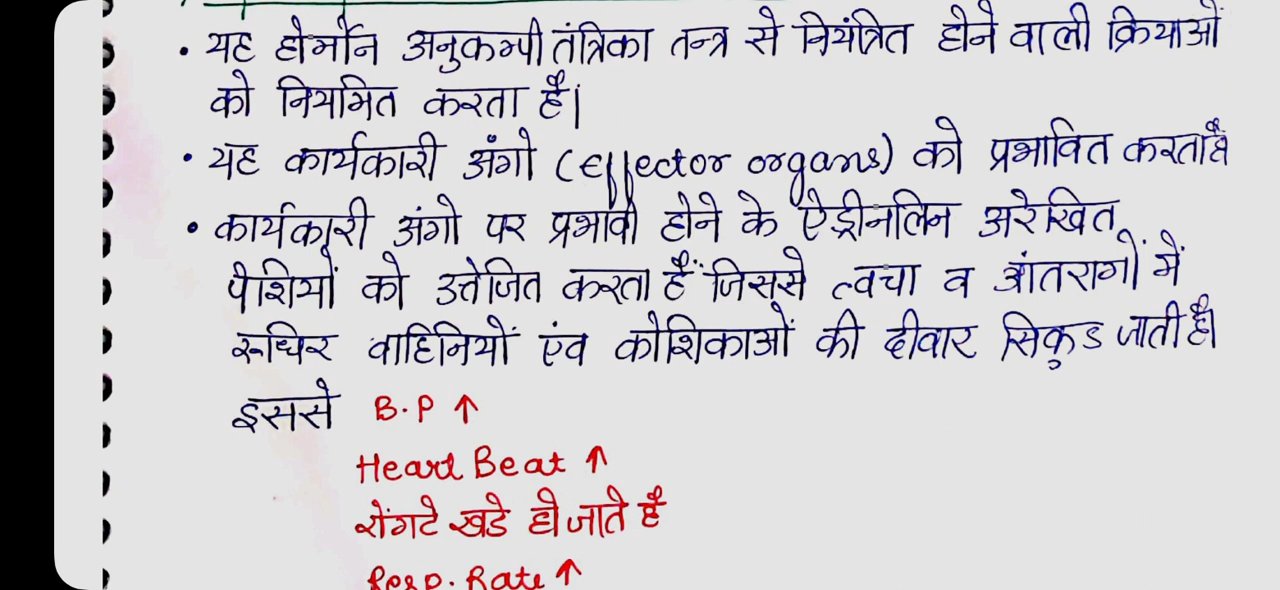 • यह होर्मोन अनुकम्पी तंत्रिका तन्त्र से नियंत्रित होने वाली क्रियाओं
को नियमित करता है।
• यह कार्यकारी अंगो (effector organs) को प्रभावित करता है
• कार्यकारी अंगो पर प्रभावी होने के ऐड्रीनलिन अरेखित
पेशियों को उत्तेजित करता है जिससे त्वचा व आंतरागों में
रूधिर वाहिनियों एंव कोशिकाओं की दीवार सिकुड जाती है।
इससे B.P ↑
Heart Beat ↑
रोंगटे खडे हो जाते है
Resp. Rate ↑